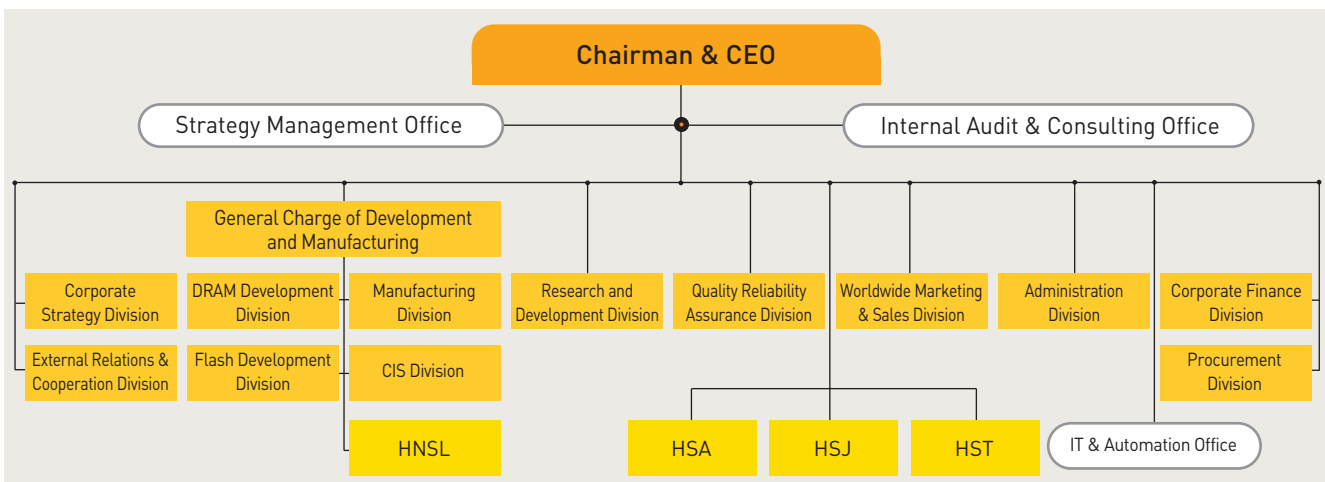 Chairman & CEO
Strategy Management Office
Internal Audit & Consulting Office
General Charge of Development
and Manufacturing
Corporate
Strategy Division
DRAM Development
Division
Manufacturing
Division
Research and
Development Division
Quality Reliability
Assurance Division
Worldwide Marketing
& Sales Division
Administration
Division
Corporate Finance
Division
External Relations &
Cooperation Division
Flash Development
Division
CIS Division
Procurement
Division
HNSL
HSA
HSJ
HST
IT & Automation Office